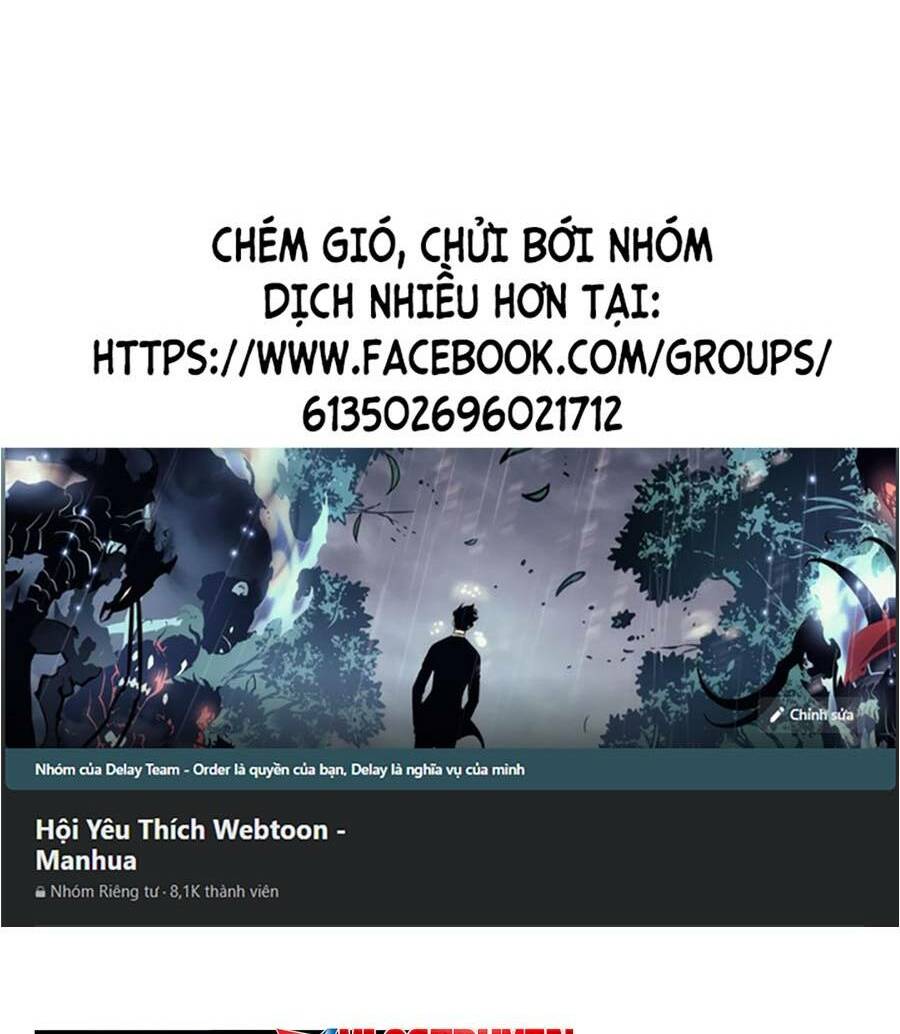 CHÉM GIÓ, CHỬI BỚI NHÓM
DỊCH NHIỀU HƠN TẠI:
HTTPS://WWW.FACEBOOK.COM/GROUPS/
613502696021712
Chỉnh sửa
Nhóm của Delay Team - Order là quyền của bạn, Delay là nghĩa vụ của mình
Hội Yêu Thích Webtoon -
Manhua
Nhóm Riêng tư · 8,1K thành viên